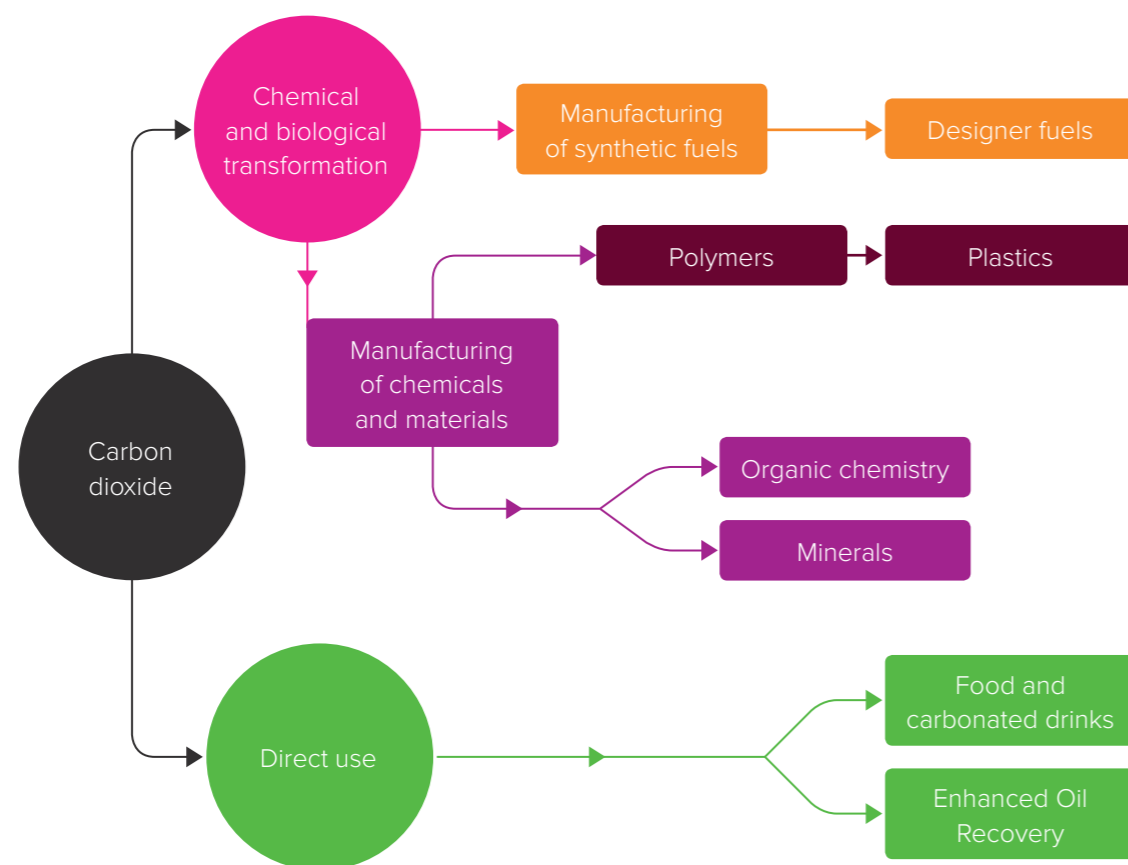 Chemical
and biological
transformation
Manufacturing
of synthetic fuels
Designer fuels
Polymers
Plastics
Manufacturing
of chemicals
and materials
Carbon
dioxide
Organic chemistry
Minerals
Direct use
Food and
carbonated drinks
Enhanced Oil
Recovery